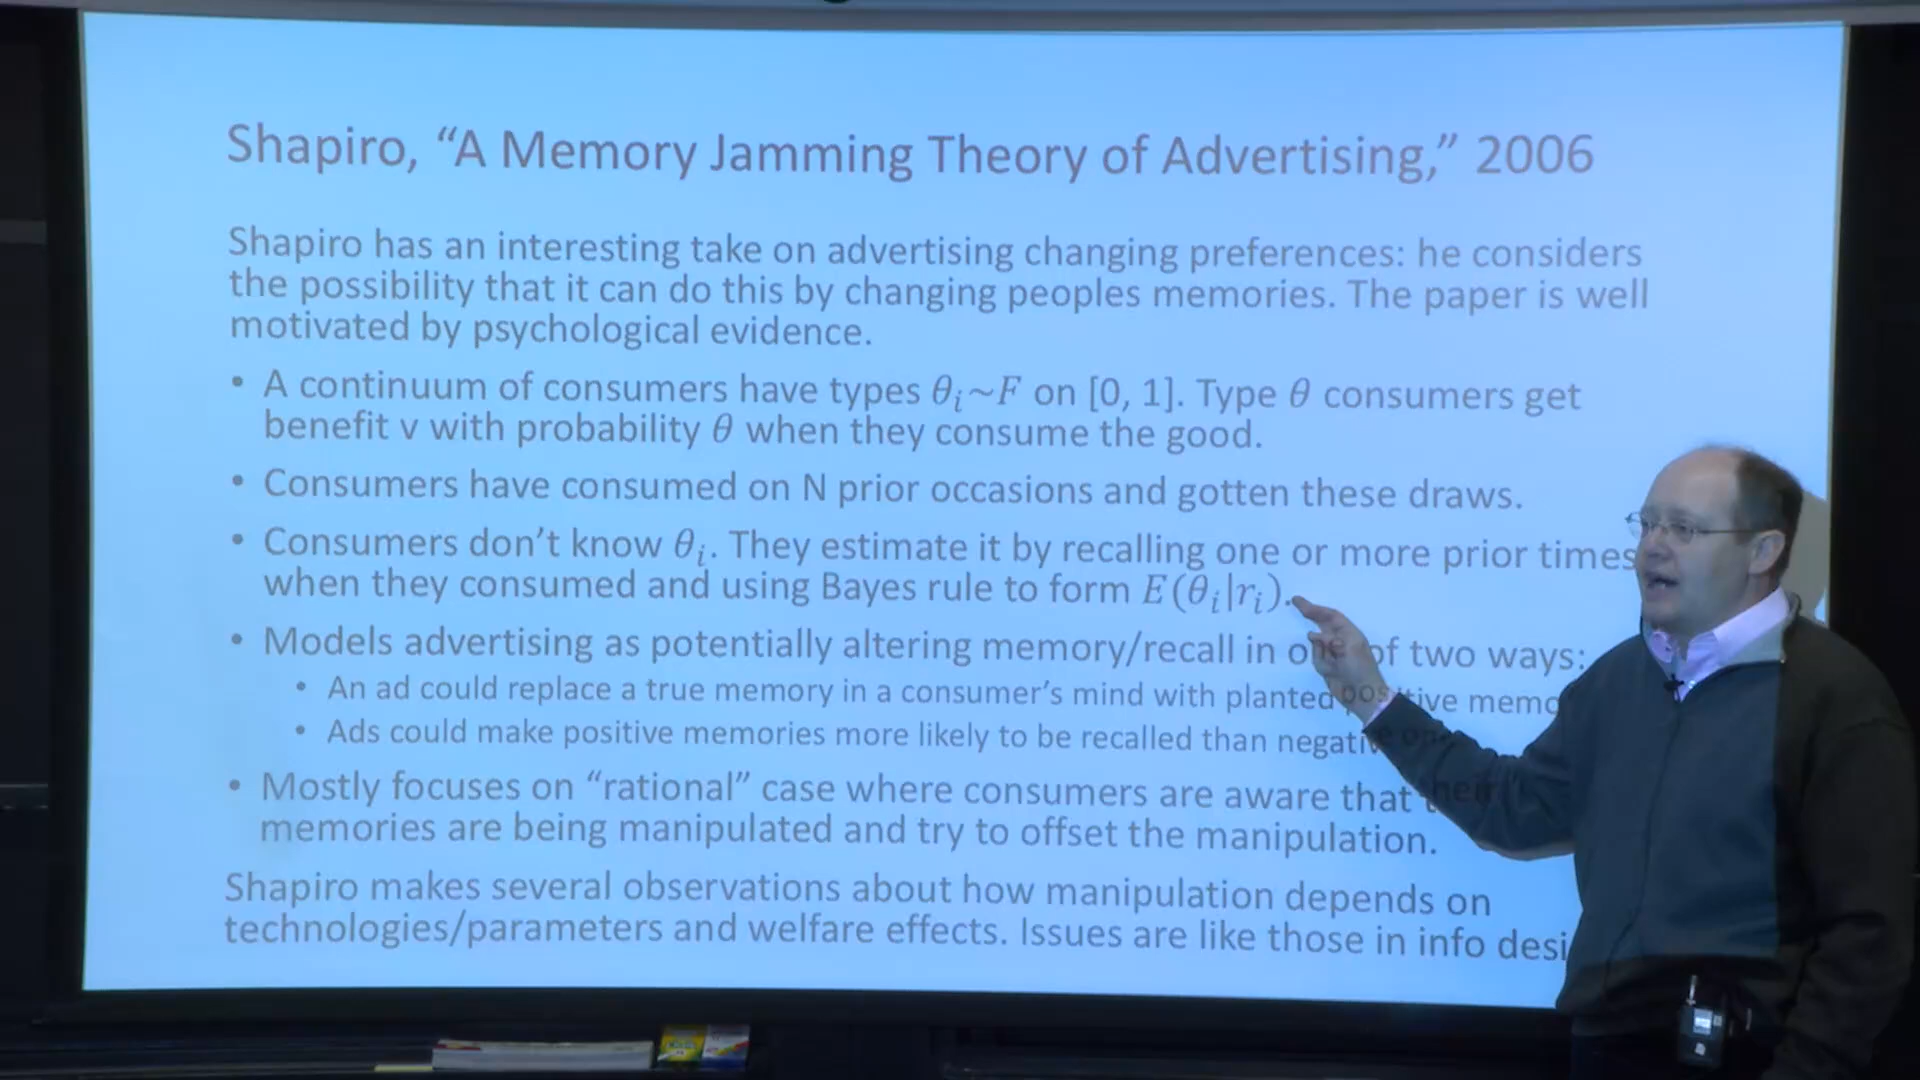 Shapiro, “A Memory Jamming Theory of Advertising,” 2006
Shapiro has an interesting take on advertising changing preferences: he considers
the possibility that it can do this by changing peoples memories. The paper is well
motivated by psychological evidence.
• A continuum of consumers have types θᵢ~F on [0, 1]. Type θ consumers get
benefit v with probability θ when they consume the good.
• Consumers have consumed on N prior occasions and gotten these draws.
• Consumers don’t know θᵢ. They estimate it by recalling one or more prior times
when they consumed and using Bayes rule to form E(θᵢ|rᵢ).
• Models advertising as potentially altering memory/recall in one of two ways:
• An ad could replace a true memory in a consumer’s mind with planted positive memo
• Ads could make positive memories more likely to be recalled than negative on
• Mostly focuses on “rational” case where consumers are aware that their
memories are being manipulated and try to offset the manipulation.
Shapiro makes several observations about how manipulation depends on
technologies/parameters and welfare effects. Issues are like those in info desi